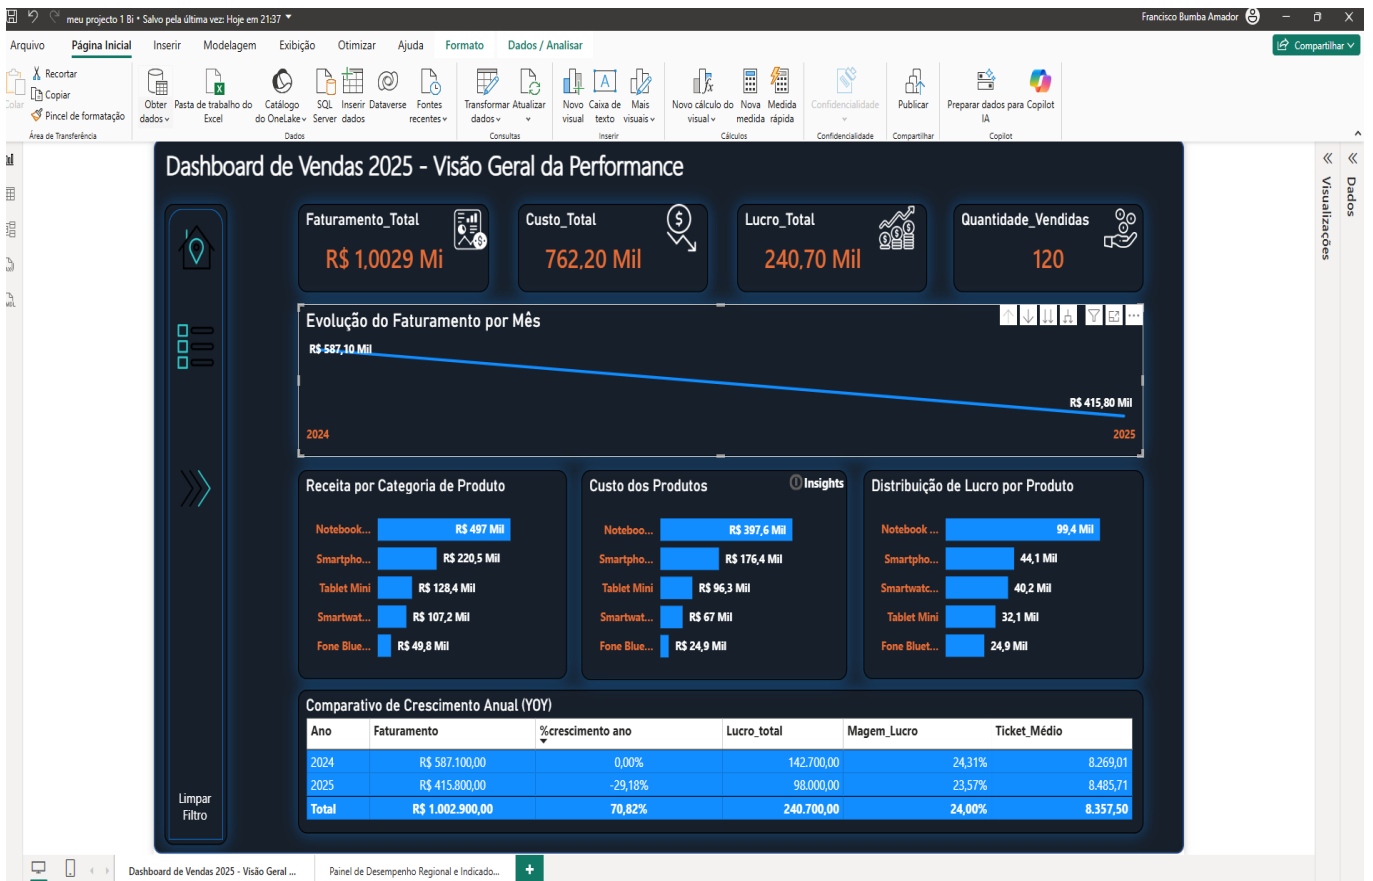 meu projecto 1 Bi • Salvo pela última vez: Hoje em 21:37
Francisco Bumba Amador
Arquivo Página Inicial Inserir Modelagem Exibição Otimizar Ajuda Formato Dados / Analisar
Compartilhar
Colar
Recortar
Copiar
Pincel de formatação
Área de Transferência
Obter dados
Pasta de trabalho do Excel
Catálogo do OneLake
SQL Server
Inserir dados
Dataverse
Fontes recentes
Dados
Transformar dados
Atualizar
Consultas
Novo visual
Caixa de texto
Mais visuais
Inserir
Novo cálculo do visual
Nova medida
Medida rápida
Cálculos
Confidencialidade
Confidencialidade
Publicar
Compartilhar
Preparar dados para IA
Copilot
Copilot
Visualizações
Dados
Dashboard de Vendas 2025 - Visão Geral da Performance
Faturamento_Total
R$ 1,0029 Mi
Custo_Total
762,20 Mil
Lucro_Total
240,70 Mil
Quantidade_Vendidas
120
Evolução do Faturamento por Mês
R$ 587,10 Mil
R$ 415,80 Mil
2024 2025
Receita por Categoria de Produto
Notebook... R$ 497 Mil
Smartpho... R$ 220,5 Mil
Tablet Mini R$ 128,4 Mil
Smartwat... R$ 107,2 Mil
Fone Blue... R$ 49,8 Mil
Custo dos Produtos
Insights
Noteboo... R$ 397,6 Mil
Smartpho... R$ 176,4 Mil
Tablet Mini R$ 96,3 Mil
Smartwat... R$ 67 Mil
Fone Blue... R$ 24,9 Mil
Distribuição de Lucro por Produto
Notebook ... 99,4 Mil
Smartpho... 44,1 Mil
Smartwatc... 40,2 Mil
Tablet Mini 32,1 Mil
Fone Bluet... 24,9 Mil
Comparativo de Crescimento Anual (YOY)
Ano Faturamento %crescimento ano Lucro_total Magem_Lucro Ticket_Médio
2024 R$ 587.100,00 0,00% 142.700,00 24,31% 8.269,01
2025 R$ 415.800,00 -29,18% 98.000,00 23,57% 8.485,71
Total R$ 1.002.900,00 70,82% 240.700,00 24,00% 8.357,50
Limpar
Filtro
Dashboard de Vendas 2025 - Visão Geral ... Painel de Desempenho Regional e Indicado...